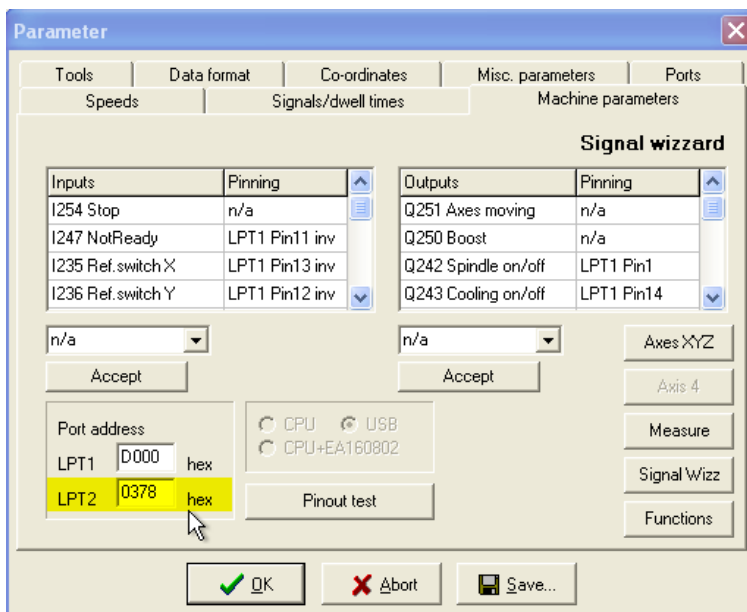 Parameter
Tools Data format Co-ordinates Misc. parameters Ports
Speeds Signals/dwell times Machine parameters
Signal wizzard
Inputs Pinning Outputs Pinning
I254 Stop n/a Q251 Axes moving n/a
I247 NotReady LPT1 Pin11 inv Q250 Boost n/a
I235 Ref.switch X LPT1 Pin13 inv Q242 Spindle on/off LPT1 Pin1
I236 Ref.switch Y LPT1 Pin12 inv Q243 Cooling on/off LPT1 Pin14
n/a n/a Axes XYZ
Accept Accept Axis 4
Port address CPU USB Measure
LPT1 D000 hex CPU+EA160802
LPT2 0378 hex Pinout test Signal Wizz
Functions
OK Abort Save...